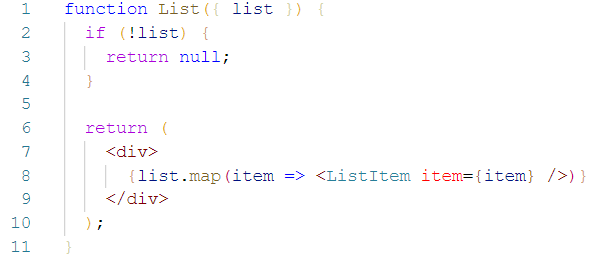 1 function List({ list }) {
2   if (!list) {
3     return null;
4   }
5
6   return (
7     <div>
8       {list.map(item => <ListItem item={item} />)}
9     </div>
10   );
11 }